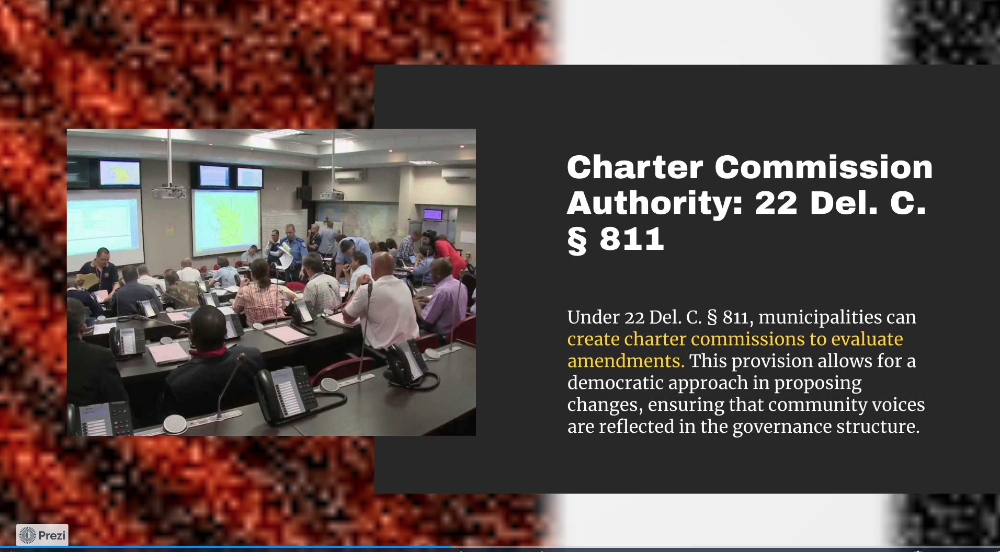 Charter Commission
Authority: 22 Del. C.
§ 811
Under 22 Del. C. § 811, municipalities can
create charter commissions to evaluate
amendments. This provision allows for a
democratic approach in proposing
changes, ensuring that community voices
are reflected in the governance structure.
Prezi